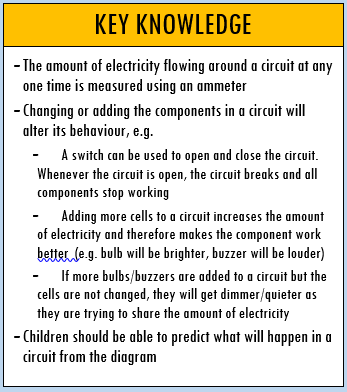 KEY KNOWLEDGE
– The amount of electricity flowing around a circuit at any
one time is measured using an ammeter
– Changing or adding the components in a circuit will
alter its behaviour, e.g.
– A switch can be used to open and close the circuit.
Whenever the circuit is open, the circuit breaks and all
components stop working
– Adding more cells to a circuit increases the amount
of electricity and therefore makes the component work
better (e.g. bulb will be brighter, buzzer will be louder)
– If more bulbs/buzzers are added to a circuit but the
cells are not changed, they will get dimmer/quieter as
they are trying to share the amount of electricity
– Children should be able to predict what will happen in a
circuit from the diagram